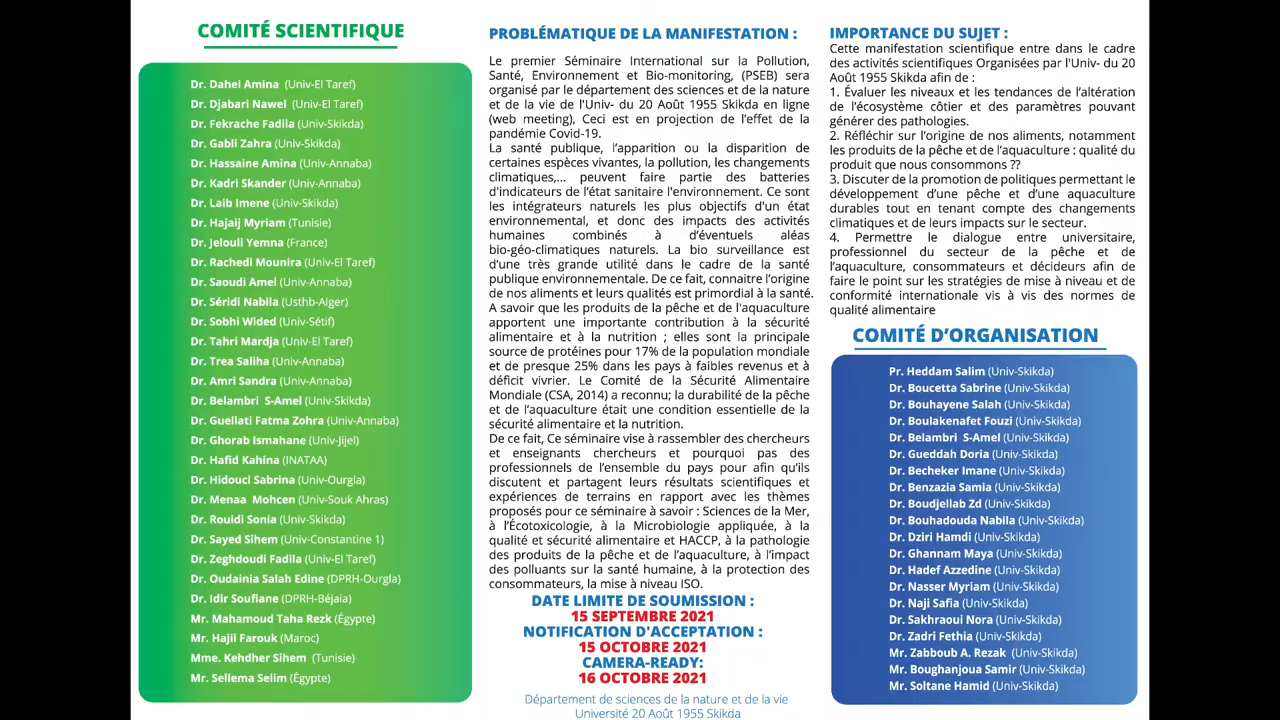 COMITÉ SCIENTIFIQUE
Dr. Dahel Amina (Univ-El Taref)
Dr. Djabari Nawel (Univ-El Taref)
Dr. Fekrache Fadila (Univ-Skikda)
Dr. Gabli Zahra (Univ-Skikda)
Dr. Hassaine Amina (Univ-Annaba)
Dr. Kadri Skander (Univ-Annaba)
Dr. Laib Imene (Univ-Skikda)
Dr. Hajaij Myriam (Tunisie)
Dr. Jelouli Yemna (France)
Dr. Rachedi Mounira (Univ-El Taref)
Dr. Saoudi Amel (Univ-Annaba)
Dr. Séridi Nabila (Usthb-Alger)
Dr. Sobhi Wided (Univ-Sétif)
Dr. Tahri Mardja (Univ-El Taref)
Dr. Trea Saliha (Univ-Annaba)
Dr. Amri Sandra (Univ-Annaba)
Dr. Belambri S-Amel (Univ-Skikda)
Dr. Guellati Fatma Zohra (Univ-Annaba)
Dr. Ghorab Ismahane (Univ-Jijel)
Dr. Hafid Kahina (INATAA)
Dr. Hidouci Sabrina (Univ-Ourgla)
Dr. Menaa Mohcen (Univ-Souk Ahras)
Dr. Rouidi Sonia (Univ-Skikda)
Dr. Sayed Sihem (Univ-Constantine 1)
Dr. Zeghdoudi Fadila (Univ-El Taref)
Dr. Oudainia Salah Edine (DPRH-Ourgla)
Dr. Idir Soufiane (DPRH-Béjaia)
Mr. Mahamoud Taha Rezk (Égypte)
Mr. Hajii Farouk (Maroc)
Mme. Kehdher Sihem (Tunisie)
Mr. Sellema Selim (Égypte)
PROBLÉMATIQUE DE LA MANIFESTATION :
Le premier Séminaire International sur la Pollution,
Santé, Environnement et Bio-monitoring, (PSEB) sera
organisé par le département des sciences et de la nature
et de la vie de l'Univ- du 20 Août 1955 Skikda en ligne
(web meeting), Ceci est en projection de l'effet de la
pandémie Covid-19.
La santé publique, l'apparition ou la disparition de
certaines espèces vivantes, la pollution, les changements
climatiques,... peuvent faire partie des batteries
d'indicateurs de l'état sanitaire l'environnement. Ce sont
les intégrateurs naturels les plus objectifs d'un état
environnemental, et donc des impacts des activités
humaines combinés à d'éventuels aléas
bio-géo-climatiques naturels. La bio surveillance est
d'une très grande utilité dans le cadre de la santé
publique environnementale. De ce fait, connaitre l'origine
de nos aliments et leurs qualités est primordial à la santé.
A savoir que les produits de la pêche et de l'aquaculture
apportent une importante contribution à la sécurité
alimentaire et à la nutrition ; elles sont la principale
source de protéines pour 17% de la population mondiale
et de presque 25% dans les pays à faibles revenus et à
déficit vivrier. Le Comité de la Sécurité Alimentaire
Mondiale (CSA, 2014) a reconnu; la durabilité de la pêche
et de l'aquaculture était une condition essentielle de la
sécurité alimentaire et la nutrition.
De ce fait, Ce séminaire vise à rassembler des chercheurs
et enseignants chercheurs et pourquoi pas des
professionnels de l'ensemble du pays pour afin qu'ils
discutent et partagent leurs résultats scientifiques et
expériences de terrains en rapport avec les thèmes
proposés pour ce séminaire à savoir : Sciences de la Mer,
à l'Écotoxicologie, à la Microbiologie appliquée, à la
qualité et sécurité alimentaire et HACCP, à la pathologie
des produits de la pêche et de l'aquaculture, à l'impact
des polluants sur la santé humaine, à la protection des
consommateurs, la mise à niveau ISO.
DATE LIMITE DE SOUMISSION :
15 SEPTEMBRE 2021
NOTIFICATION D'ACCEPTATION :
15 OCTOBRE 2021
CAMERA-READY:
16 OCTOBRE 2021
Département de sciences de la nature et de la vie
Université 20 Août 1955 Skikda
IMPORTANCE DU SUJET :
Cette manifestation scientifique entre dans le cadre
des activités scientifiques Organisées par l'Univ- du 20
Août 1955 Skikda afin de :
1. Évaluer les niveaux et les tendances de l'altération
de l'écosystème côtier et des paramètres pouvant
générer des pathologies.
2. Réfléchir sur l'origine de nos aliments, notamment
les produits de la pêche et de l'aquaculture : qualité du
produit que nous consommons ??
3. Discuter de la promotion de politiques permettant le
développement d'une pêche et d'une aquaculture
durables tout en tenant compte des changements
climatiques et de leurs impacts sur le secteur.
4. Permettre le dialogue entre universitaire,
professionnel du secteur de la pêche et de
l'aquaculture, consommateurs et décideurs afin de
faire le point sur les stratégies de mise à niveau et de
conformité internationale vis à vis des normes de
qualité alimentaire
COMITÉ D'ORGANISATION
Pr. Heddam Salim (Univ-Skikda)
Dr. Boucetta Sabrine (Univ-Skikda)
Dr. Bouhayene Salah (Univ-Skikda)
Dr. Boulakenafet Fouzi (Univ-Skikda)
Dr. Belambri S-Amel (Univ-Skikda)
Dr. Gueddah Doria (Univ-Skikda)
Dr. Becheker Imane (Univ-Skikda)
Dr. Benzazia Samia (Univ-Skikda)
Dr. Boudjellab Zd (Univ-Skikda)
Dr. Bouhadouda Nabila (Univ-Skikda)
Dr. Dziri Hamdi (Univ-Skikda)
Dr. Ghannam Maya (Univ-Skikda)
Dr. Hadef Azzedine (Univ-Skikda)
Dr. Nasser Myriam (Univ-Skikda)
Dr. Naji Safia (Univ-Skikda)
Dr. Sakhraoui Nora (Univ-Skikda)
Dr. Zadri Fethia (Univ-Skikda)
Mr. Zabboub A. Rezak (Univ-Skikda)
Mr. Boughanjoua Samir (Univ-Skikda)
Mr. Soltane Hamid (Univ-Skikda)